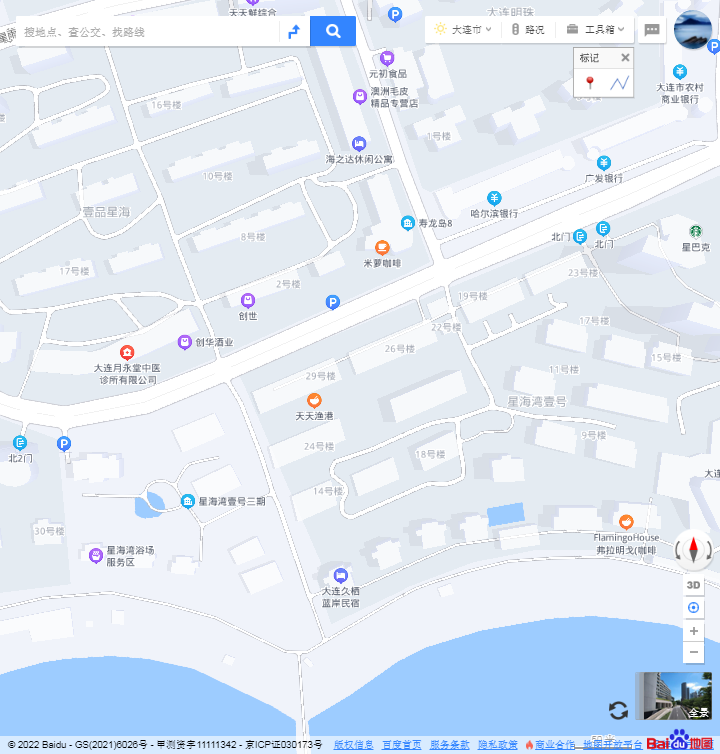 天天鲜综合
大连明珠
搜地点、查公交、找路线
大连市
路况
工具箱
标记
元初食品
澳洲毛皮
精品专营店
大连市农村
商业银行
16号楼
1号楼
海之达休闲公寓
10号楼
广发银行
壹品星海
哈尔滨银行
寿龙岛8
8号楼
北门
北门
星巴克
米萝咖啡
17号楼
23号楼
2号楼
19号楼
创世
22号楼
17号楼
创华酒业
26号楼
15号楼
大连月永堂中医
诊所有限公司
29号楼
11号楼
星海湾壹号
天天渔港
24号楼
9号楼
北2门
18号楼
14号楼
星海湾壹号三期
30号楼
FlamingoHouse
弗拉明戈(咖啡
星海湾浴场
服务区
3D
大连久栖
蓝岸民宿
全景
© 2022 Baidu - GS(2021)6026号 - 甲测资字11111342 - 京ICP证030173号 版权信息 百度首页 服务条款 隐私政策 商业合作 地图开放平台
Bai du 地图